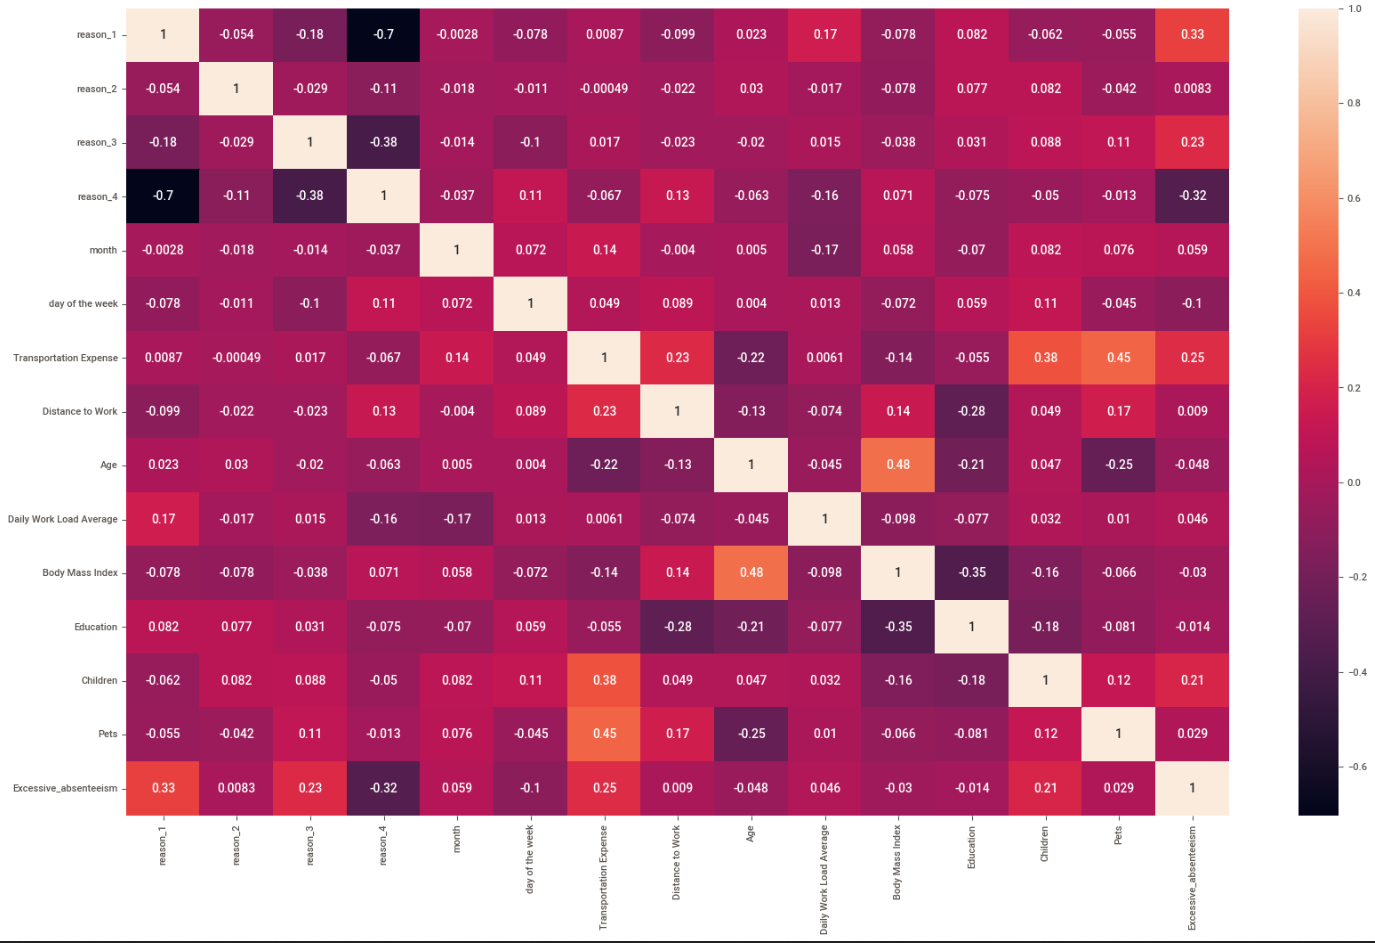 reason_1 1 -0.054 -0.18 -0.7 -0.0028 -0.078 0.0087 -0.099 0.023 0.17 -0.078 0.082 -0.062 -0.055 0.33
reason_2 -0.054 1 -0.029 -0.11 -0.018 -0.011 -0.00049 -0.022 0.03 -0.017 -0.078 0.077 0.082 -0.042 0.0083
reason_3 -0.18 -0.029 1 -0.38 -0.014 -0.1 0.017 -0.023 -0.02 0.015 -0.038 0.031 0.088 0.11 0.23
reason_4 -0.7 -0.11 -0.38 1 -0.037 0.11 -0.067 0.13 -0.063 -0.16 0.071 -0.075 -0.05 -0.013 -0.32
month -0.0028 -0.018 -0.014 -0.037 1 0.072 0.14 -0.004 0.005 -0.17 0.058 -0.07 0.082 0.076 0.059
day of the week -0.078 -0.011 -0.1 0.11 0.072 1 0.049 0.089 0.004 0.013 -0.072 0.059 0.11 -0.045 -0.1
Transportation Expense 0.0087 -0.00049 0.017 -0.067 0.14 0.049 1 0.23 -0.22 0.0061 -0.14 -0.055 0.38 0.45 0.25
Distance to Work -0.099 -0.022 -0.023 0.13 -0.004 0.089 0.23 1 -0.13 -0.074 0.14 -0.28 0.049 0.17 0.009
Age 0.023 0.03 -0.02 -0.063 0.005 0.004 -0.22 -0.13 1 -0.045 0.48 -0.21 0.047 -0.25 -0.048
Daily Work Load Average 0.17 -0.017 0.015 -0.16 -0.17 0.013 0.0061 -0.074 -0.045 1 -0.098 -0.077 0.032 0.01 0.046
Body Mass Index -0.078 -0.078 -0.038 0.071 0.058 -0.072 -0.14 0.14 0.48 -0.098 1 -0.35 -0.16 -0.066 -0.03
Education 0.082 0.077 0.031 -0.075 -0.07 0.059 -0.055 -0.28 -0.21 -0.077 -0.35 1 -0.18 -0.081 -0.014
Children -0.062 0.082 0.088 -0.05 0.082 0.11 0.38 0.049 0.047 0.032 -0.16 -0.18 1 0.12 0.21
Pets -0.055 -0.042 0.11 -0.013 0.076 -0.045 0.45 0.17 -0.25 0.01 -0.066 -0.081 0.12 1 0.029
Excessive_absenteeism 0.33 0.0083 0.23 -0.32 0.059 -0.1 0.25 0.009 -0.048 0.046 -0.03 -0.014 0.21 0.029 1
reason_1
reason_2
reason_3
reason_4
month
day of the week
Transportation Expense
Distance to Work
Age
Daily Work Load Average
Body Mass Index
Education
Children
Pets
Excessive_absenteeism
1.0
0.8
0.6
0.4
0.2
0.0
−0.2
−0.4
−0.6